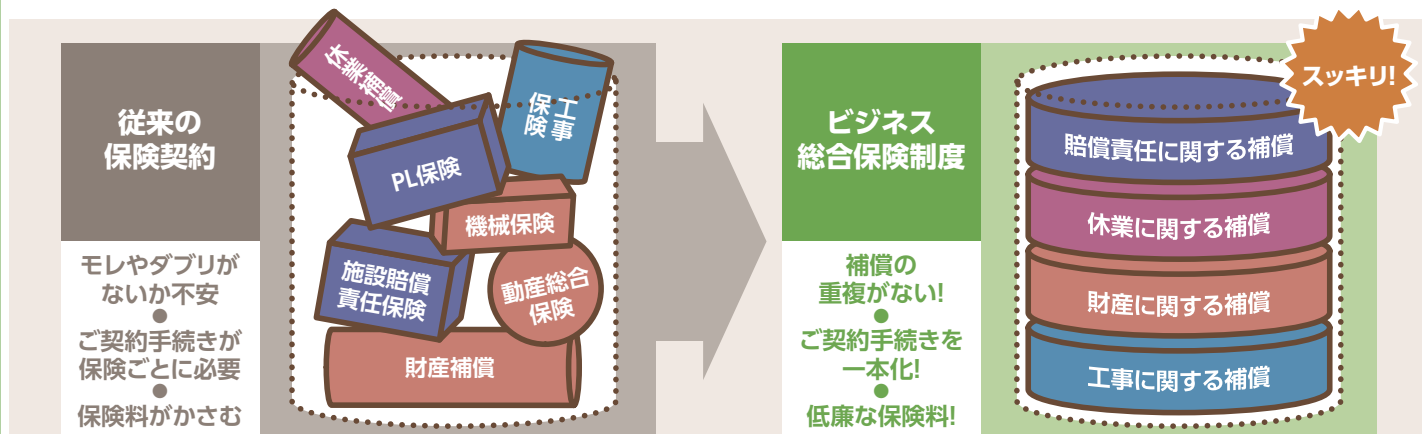 従来の
保険契約
モレやダブりが
ないか不安
●
ご契約手続きが
保険ごとに必要
●
保険料がかさむ
休業補償
工事
保険
PL保険
機械保険
施設賠償
責任保険
動産総合
保険
財産補償
ビジネス
総合保険制度
補償の
重複がない!
●
ご契約手続きを
一本化!
●
低廉な保険料!
スッキリ!
賠償責任に関する補償
休業に関する補償
財産に関する補償
工事に関する補償